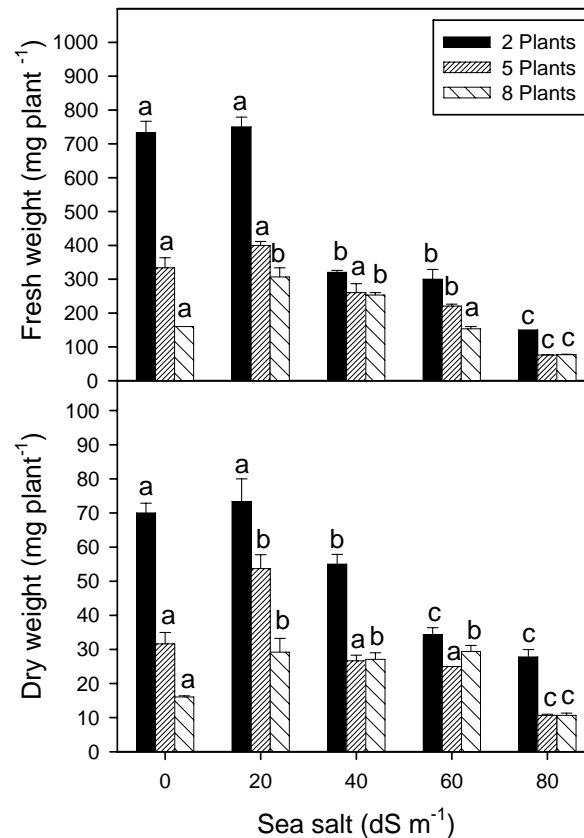 2 Plants
5 Plants
8 Plants
Fresh weight (mg plant ⁻¹)
1000
900
800
700
600
500
400
300
200
100
0
a a a
a a b
b a b
b b a
c c c
Dry weight (mg plant⁻¹)
100
90
80
70
60
50
40
30
20
10
0
a a a
a b b
b a b
c a b
c c c
0 20 40 60 80
Sea salt (dS m⁻¹)